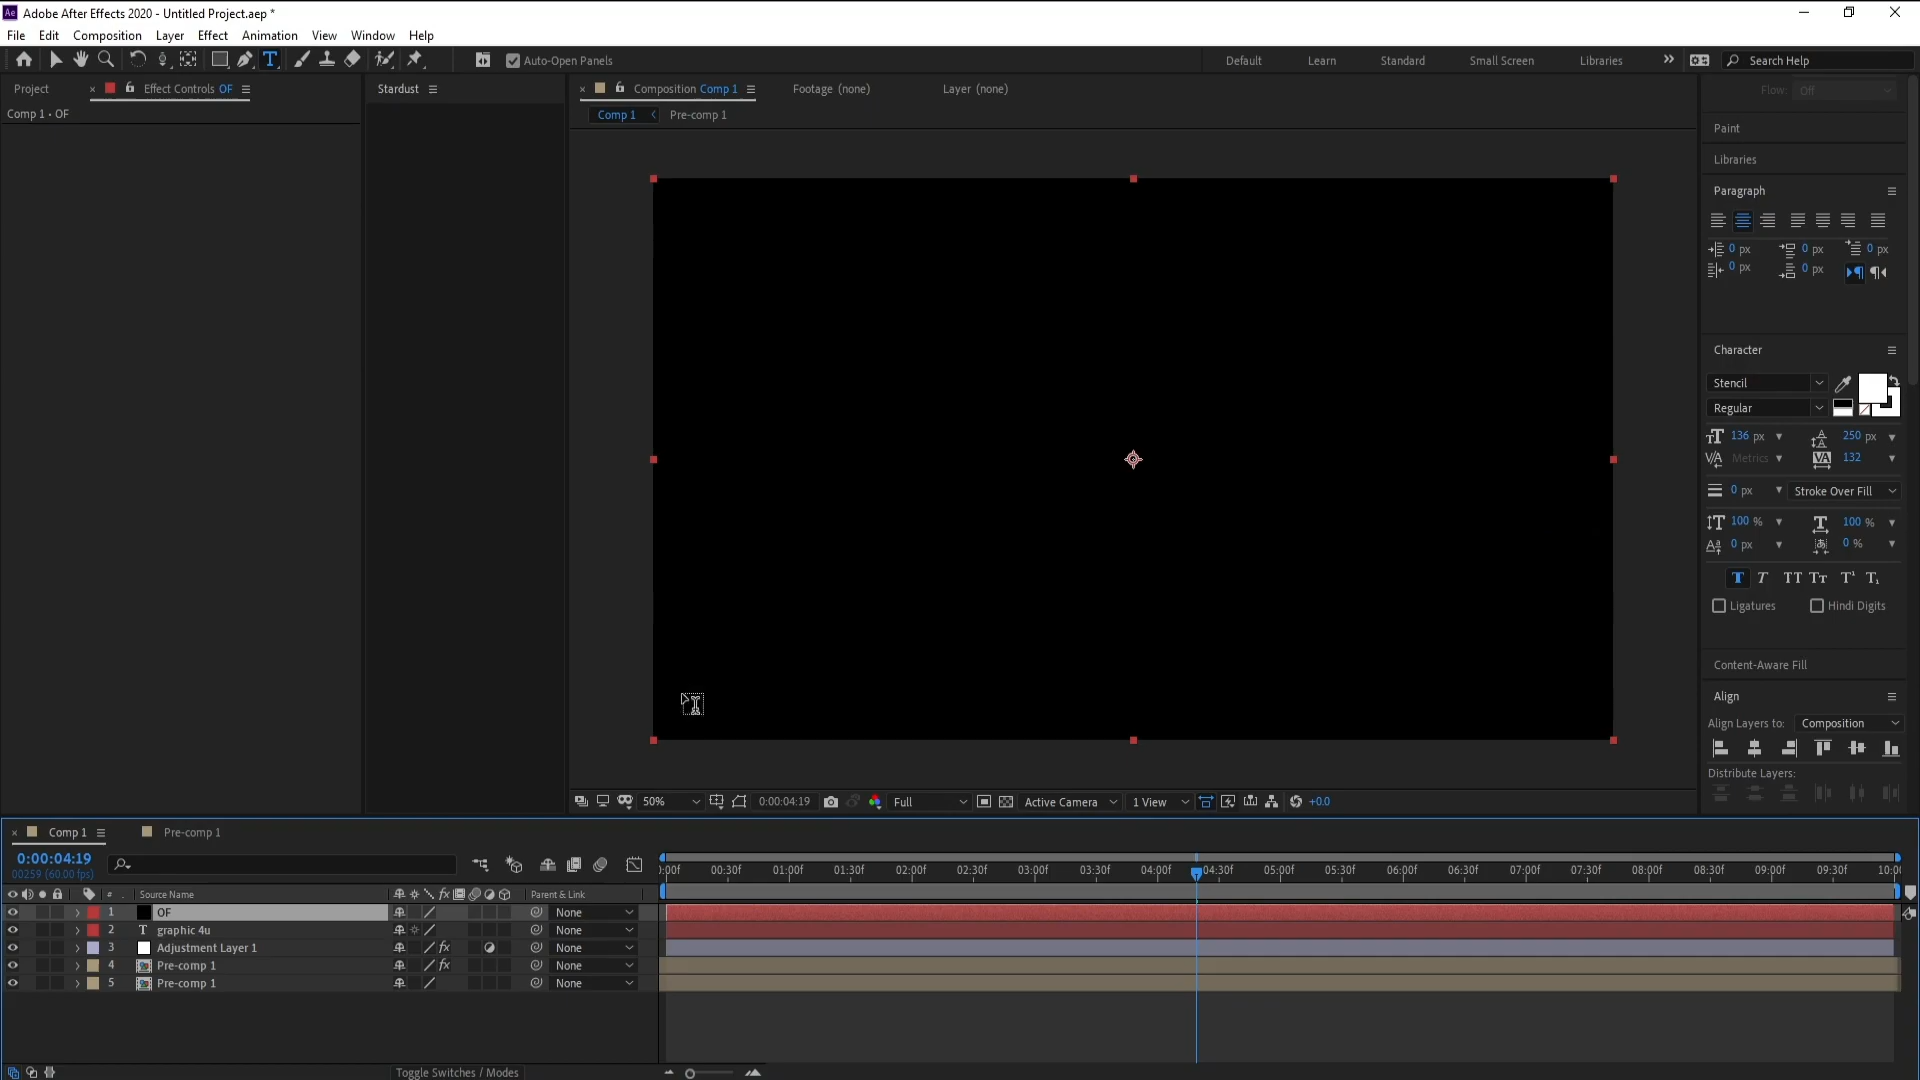 Adobe After Effects 2020 - Untitled Project.aep *
File Edit Composition Layer Effect Animation View Window Help
Auto-Open Panels Default Learn Standard Small Screen Libraries Search Help
Project Effect Controls OF Stardust Composition Comp 1 Footage (none) Layer (none)
Comp 1 • OF
Comp 1 Pre-comp 1
Flow: Off
Paint
Libraries
Paragraph
0 px 0 px 0 px
0 px 0 px
Character
Stencil
Regular
136 px 250 px
Metrics 132
0 px Stroke Over Fill
100 % 100 %
0 px 0 %
Ligatures Hindi Digits
Content-Aware Fill
Align
Align Layers to: Composition
Distribute Layers:
50% 0:00:04:19 Full Active Camera 1 View +0.0
Comp 1 Pre-comp 1
0:00:04:19
00259 (60.00 fps)
:00f 00:30f 01:00f 01:30f 02:00f 02:30f 03:00f 03:30f 04:00f 04:30f 05:00f 05:30f 06:00f 06:30f 07:00f 07:30f 08:00f 08:30f 09:00f 09:30f 10:00
# Source Name fx Parent & Link
1 OF None
2 T graphic 4u None
3 Adjustment Layer 1 fx None
4 Pre-comp 1 fx None
5 Pre-comp 1 None
Toggle Switches / Modes